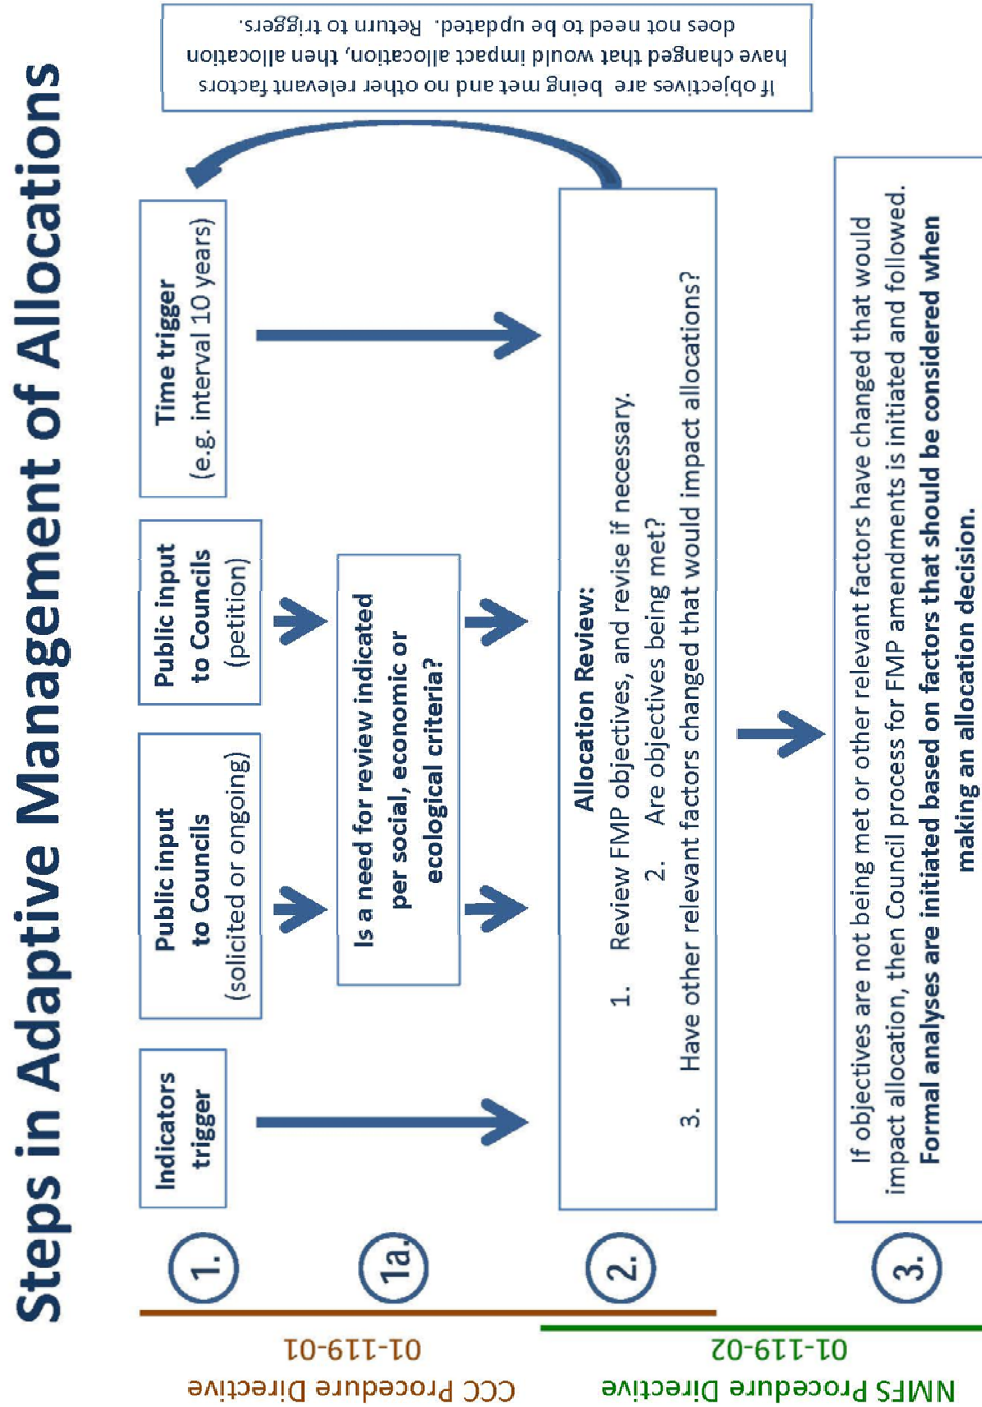 Steps in Adaptive Management of Allocations
CCC Procedure Directive
01-119-01
NMFS Procedure Directive
01-119-02
1.
Indicators
trigger
Public input
to Councils
(solicited or ongoing)
Public input
to Councils
(petition)
Time trigger
(e.g. interval 10 years)
If objectives are being met and no other relevant factors
have changed that would impact allocation, then allocation
does not need to be updated. Return to triggers.
1a.
Is a need for review indicated
per social, economic or
ecological criteria?
2.
Allocation Review:
1. Review FMP objectives, and revise if necessary.
2. Are objectives being met?
3. Have other relevant factors changed that would impact allocations?
3.
If objectives are not being met or other relevant factors have changed that would
impact allocation, then Council process for FMP amendments is initiated and followed.
Formal analyses are initiated based on factors that should be considered when
making an allocation decision.